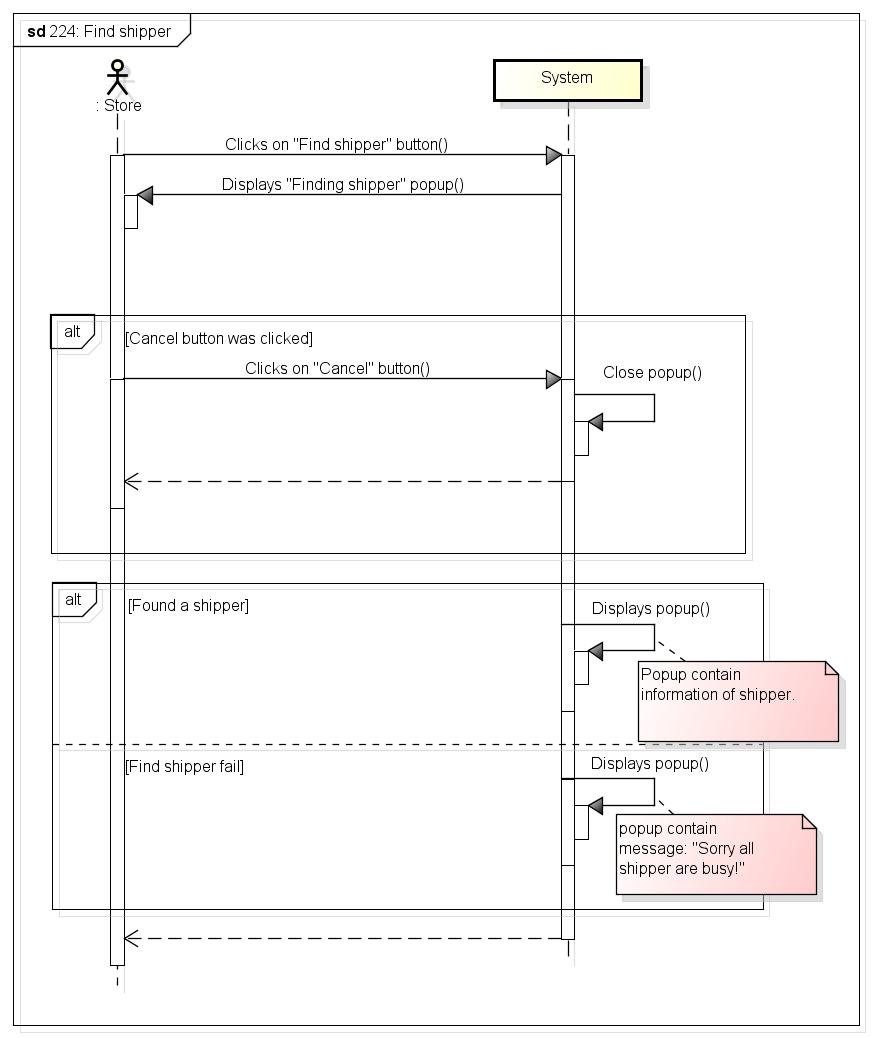 sd 224: Find shipper
: Store
System
Clicks on "Find shipper" button()
Displays "Finding shipper" popup()
alt
[Cancel button was clicked]
Clicks on "Cancel" button()
Close popup()
alt
[Found a shipper]
Displays popup()
Popup contain
information of shipper.
[Find shipper fail]
Displays popup()
popup contain
message: "Sorry all
shipper are busy!"